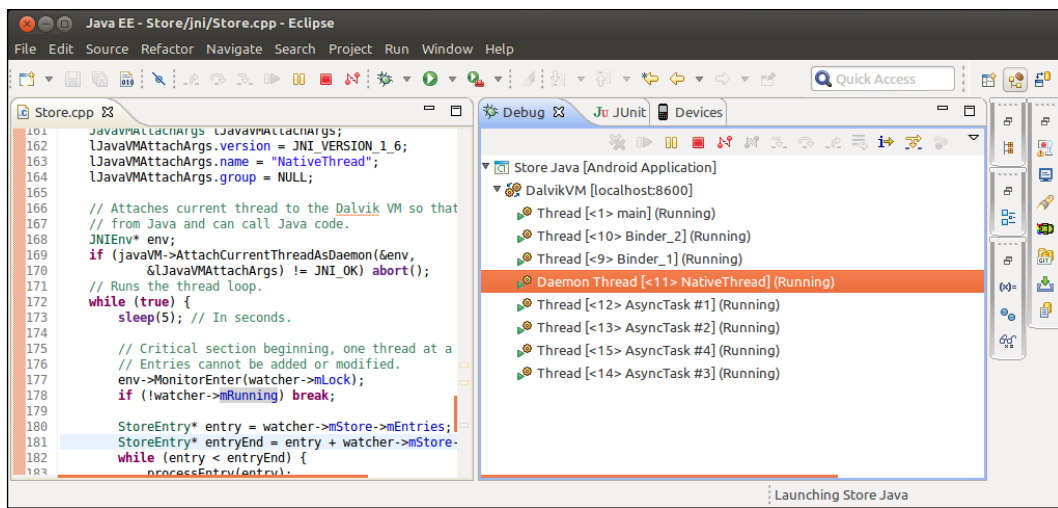 Java EE - Store/jni/Store.cpp - Eclipse
File Edit Source Refactor Navigate Search Project Run Window Help
Quick Access
Store.cpp
161 JavaVMAttachArgs lJavaVMAttachArgs;
162 lJavaVMAttachArgs.version = JNI_VERSION_1_6;
163 lJavaVMAttachArgs.name = "NativeThread";
164 lJavaVMAttachArgs.group = NULL;
165
166 // Attaches current thread to the Dalvik VM so that
167 // from Java and can call Java code.
168 JNIEnv* env;
169 if (javaVM->AttachCurrentThreadAsDaemon(&env,
170 &lJavaVMAttachArgs) != JNI_OK) abort();
171 // Runs the thread loop.
172 while (true) {
173 sleep(5); // In seconds.
174
175 // Critical section beginning, one thread at a
176 // Entries cannot be added or modified.
177 env->MonitorEnter(watcher->mLock);
178 if (!watcher->mRunning) break;
179
180 StoreEntry* entry = watcher->mStore->mEntries;
181 StoreEntry* entryEnd = entry + watcher->mStore-
182 while (entry < entryEnd) {
183 processEntry(entry);
Debug Ju JUnit Devices
Store Java [Android Application]
DalvikVM [localhost:8600]
Thread [<1> main] (Running)
Thread [<10> Binder_2] (Running)
Thread [<9> Binder_1] (Running)
Daemon Thread [<11> NativeThread] (Running)
Thread [<12> AsyncTask #1] (Running)
Thread [<13> AsyncTask #2] (Running)
Thread [<15> AsyncTask #4] (Running)
Thread [<14> AsyncTask #3] (Running)
(x)=
GIT
Launching Store Java